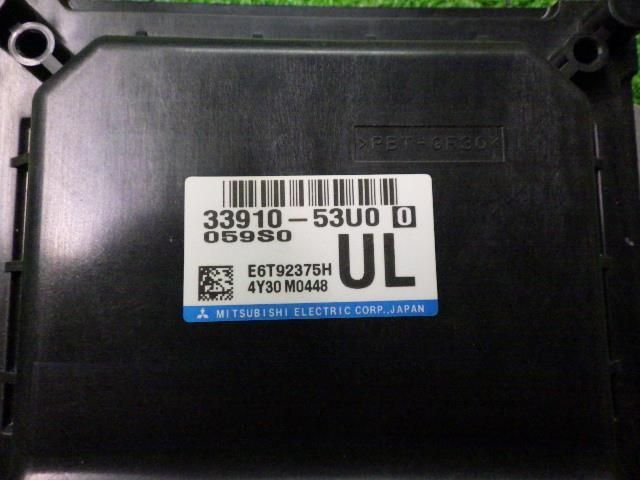 >PBT-GF30<
33910-53U0 0
059S0
UL
E6T92375H
4Y30 M0448
MITSUBISHI ELECTRIC CORP., JAPAN